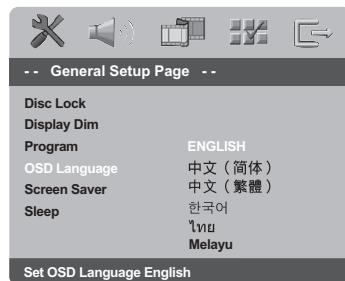 -- General Setup Page --
Disc Lock
Display Dim
Program
OSD Language
Screen Saver
Sleep
ENGLISH
中文（简体）
中文（繁體）
한국어
ไทย
Melayu
Set OSD Language English